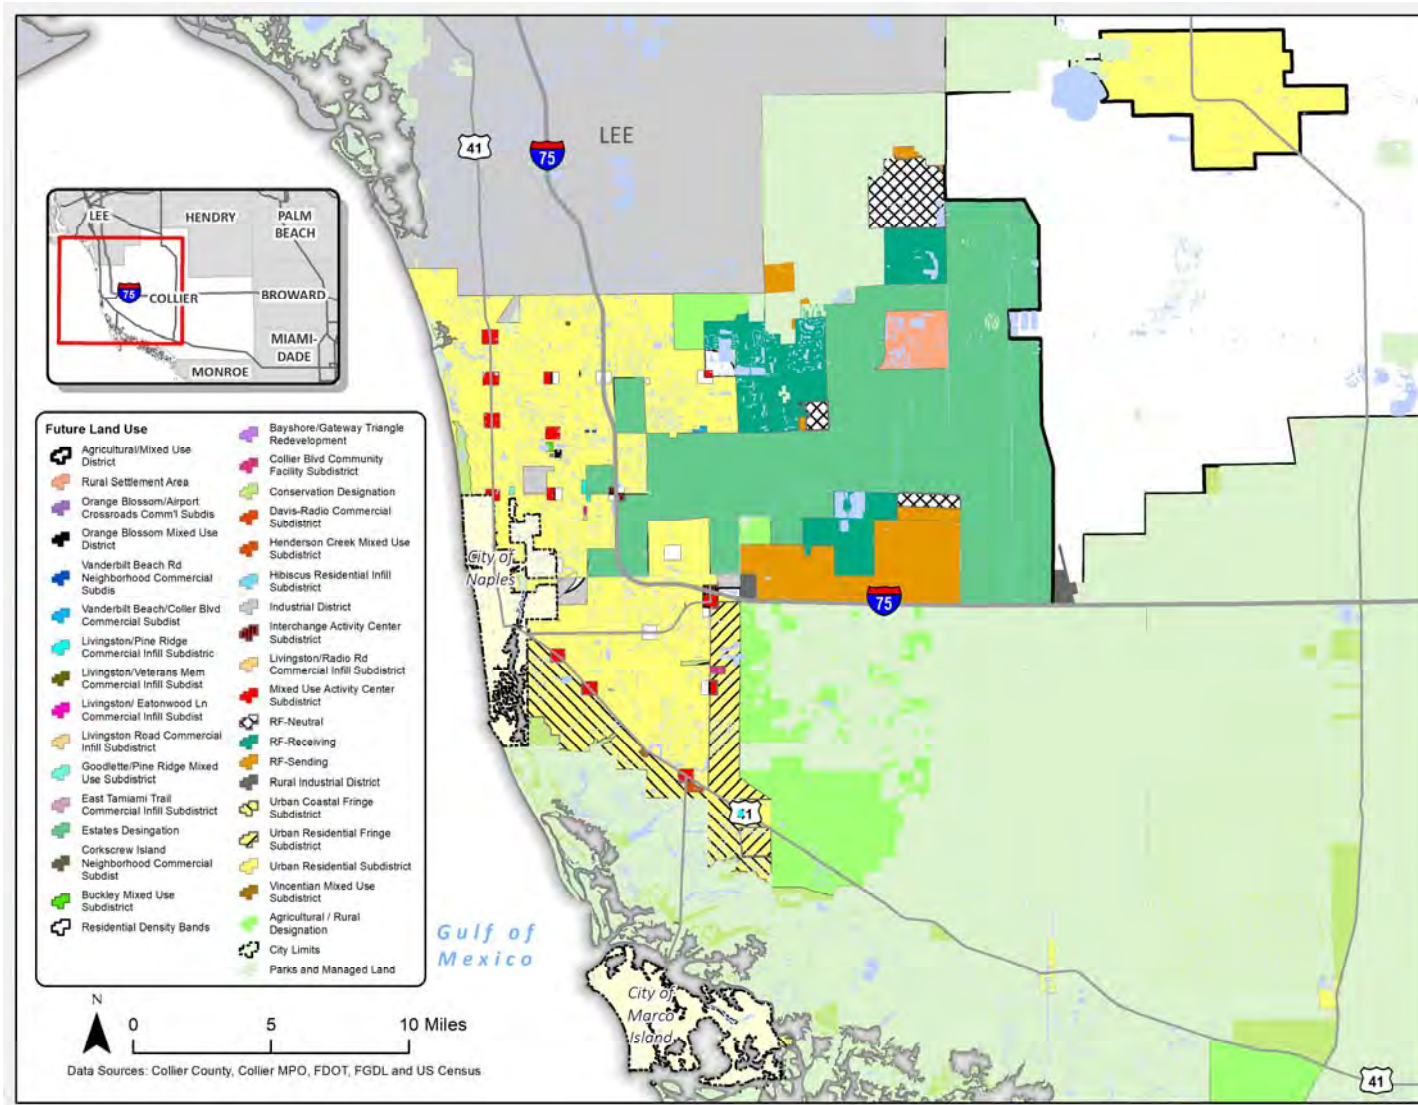 LEE
41
75
LEE
HENDRY
PALM
BEACH
75
COLLIER
BROWARD
MIAMI-
DADE
MONROE
Future Land Use
Agricultural/Mixed Use
District
Rural Settlement Area
Orange Blossom/Airport
Crossroads Comm'l Subdis
Orange Blossom Mixed Use
District
Vanderbilt Beach Rd
Neighborhood Commercial
Subdis
Vanderbilt Beach/Coller Blvd
Commercial Subdist
Livingston/Pine Ridge
Commercial Infill Subdistric
Livingston/Veterans Mem
Commercial Infill Subdist
Livingston/ Eatonwood Ln
Commercial Infill Subdist
Livingston Road Commercial
Infill Subdistrict
Goodlette/Pine Ridge Mixed
Use Subdistrict
East Tamiami Trail
Commercial Infill Subdistrict
Estates Desingation
Corkscrew Island
Neighborhood Commercial
Subdist
Buckley Mixed Use
Subdistrict
Residential Density Bands
Bayshore/Gateway Triangle
Redevelopment
Collier Blvd Community
Facility Subdistrict
Conservation Designation
Davis-Radio Commercial
Subdistrict
Henderson Creek Mixed Use
Subdistrict
Hibiscus Residential Infill
Subdistrict
Industrial District
Interchange Activity Center
Subdistrict
Livingston/Radio Rd
Commercial Infill Subdistrict
Mixed Use Activity Center
Subdistrict
RF-Neutral
RF-Receiving
RF-Sending
Rural Industrial District
Urban Coastal Fringe
Subdistrict
Urban Residential Fringe
Subdistrict
Urban Residential Subdistrict
Vincentian Mixed Use
Subdistrict
Agricultural / Rural
Designation
City Limits
Parks and Managed Land
City of
Naples
75
41
Gulf of
Mexico
City of
Marco
Island
41
N
0 5 10 Miles
Data Sources: Collier County, Collier MPO, FDOT, FGDL and US Census